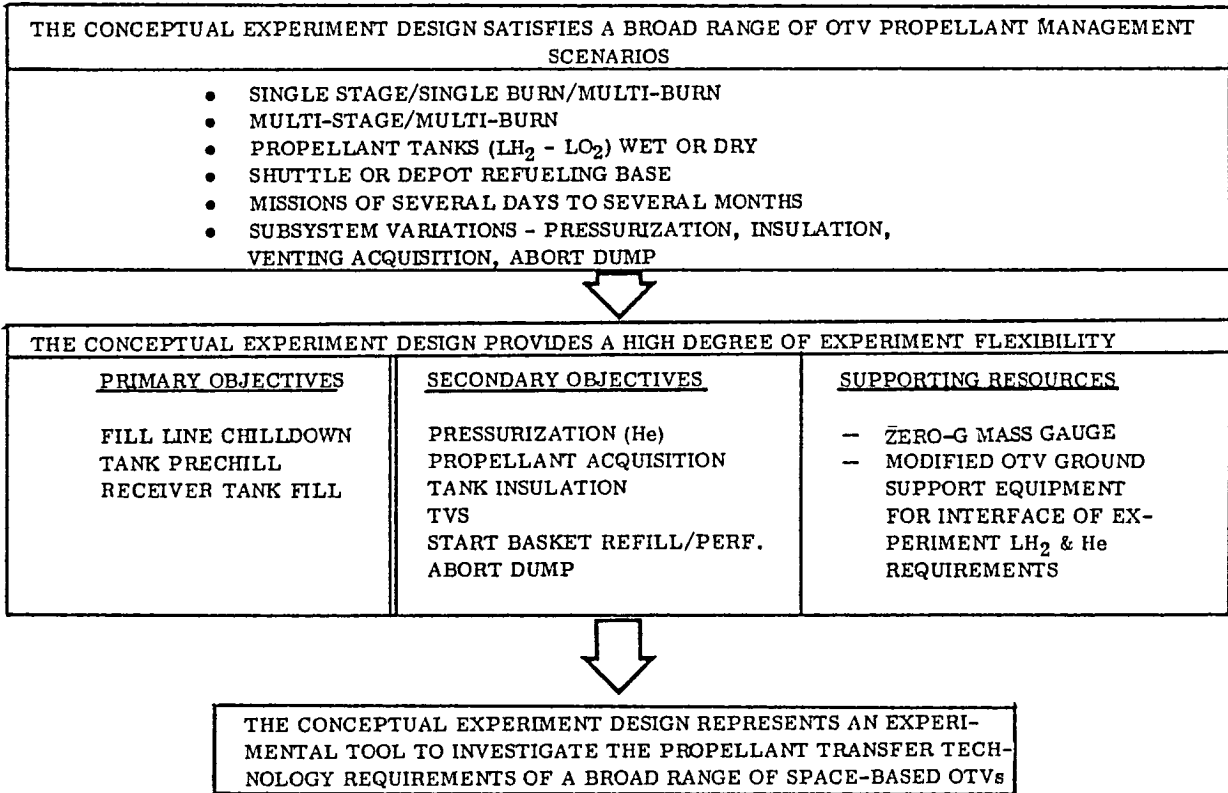 THE CONCEPTUAL EXPERIMENT DESIGN SATISFIES A BROAD RANGE OF OTV PROPELLANT MANAGEMENT
SCENARIOS
• SINGLE STAGE/SINGLE BURN/MULTI-BURN
• MULTI-STAGE/MULTI-BURN
• PROPELLANT TANKS (LH2 - LO2) WET OR DRY
• SHUTTLE OR DEPOT REFUELING BASE
• MISSIONS OF SEVERAL DAYS TO SEVERAL MONTHS
• SUBSYSTEM VARIATIONS - PRESSURIZATION, INSULATION,
VENTING ACQUISITION, ABORT DUMP
THE CONCEPTUAL EXPERIMENT DESIGN PROVIDES A HIGH DEGREE OF EXPERIMENT FLEXIBILITY
PRIMARY OBJECTIVES
FILL LINE CHILLDOWN
TANK PRECHILL
RECEIVER TANK FILL
SECONDARY OBJECTIVES
PRESSURIZATION (He)
PROPELLANT ACQUISITION
TANK INSULATION
TVS
START BASKET REFILL/PERF.
ABORT DUMP
SUPPORTING RESOURCES
– ZERO-G MASS GAUGE
– MODIFIED OTV GROUND
SUPPORT EQUIPMENT
FOR INTERFACE OF EX-
PERIMENT LH2 & He
REQUIREMENTS
THE CONCEPTUAL EXPERIMENT DESIGN REPRESENTS AN EXPERI-
MENTAL TOOL TO INVESTIGATE THE PROPELLANT TRANSFER TECH-
NOLOGY REQUIREMENTS OF A BROAD RANGE OF SPACE-BASED OTVs